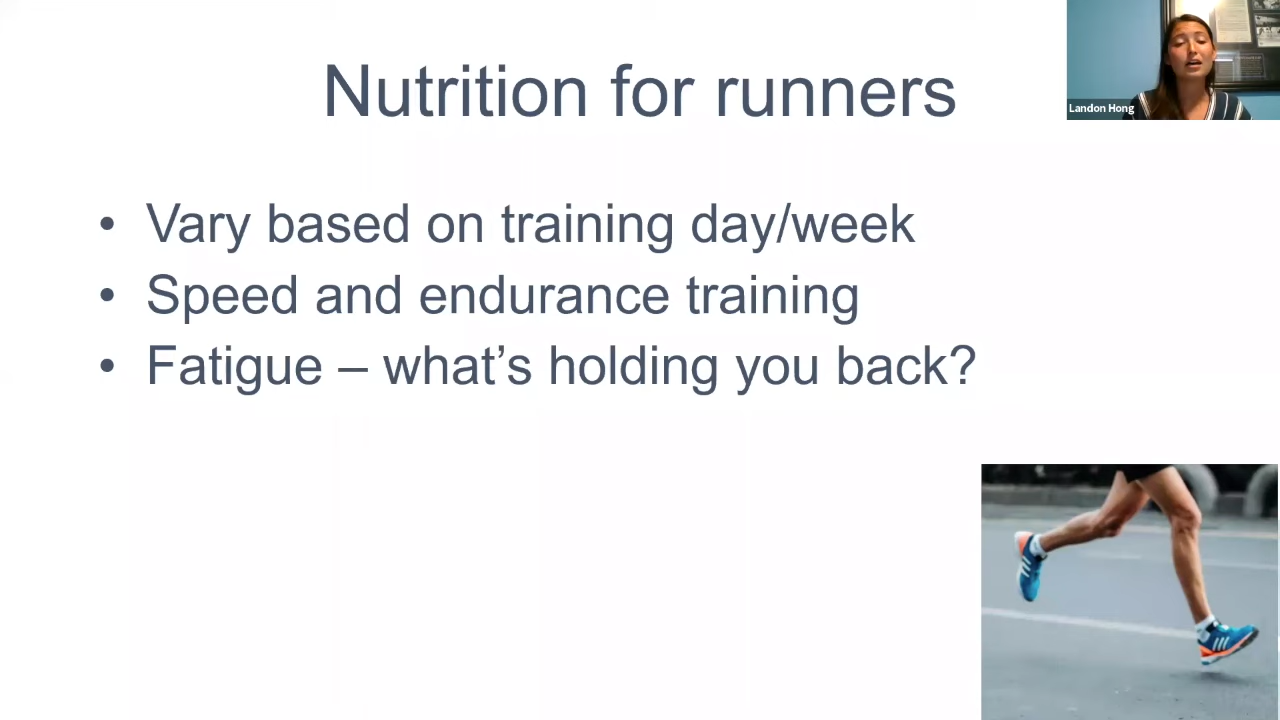 Nutrition for runners
Landon Hong
• Vary based on training day/week
• Speed and endurance training
• Fatigue – what’s holding you back?